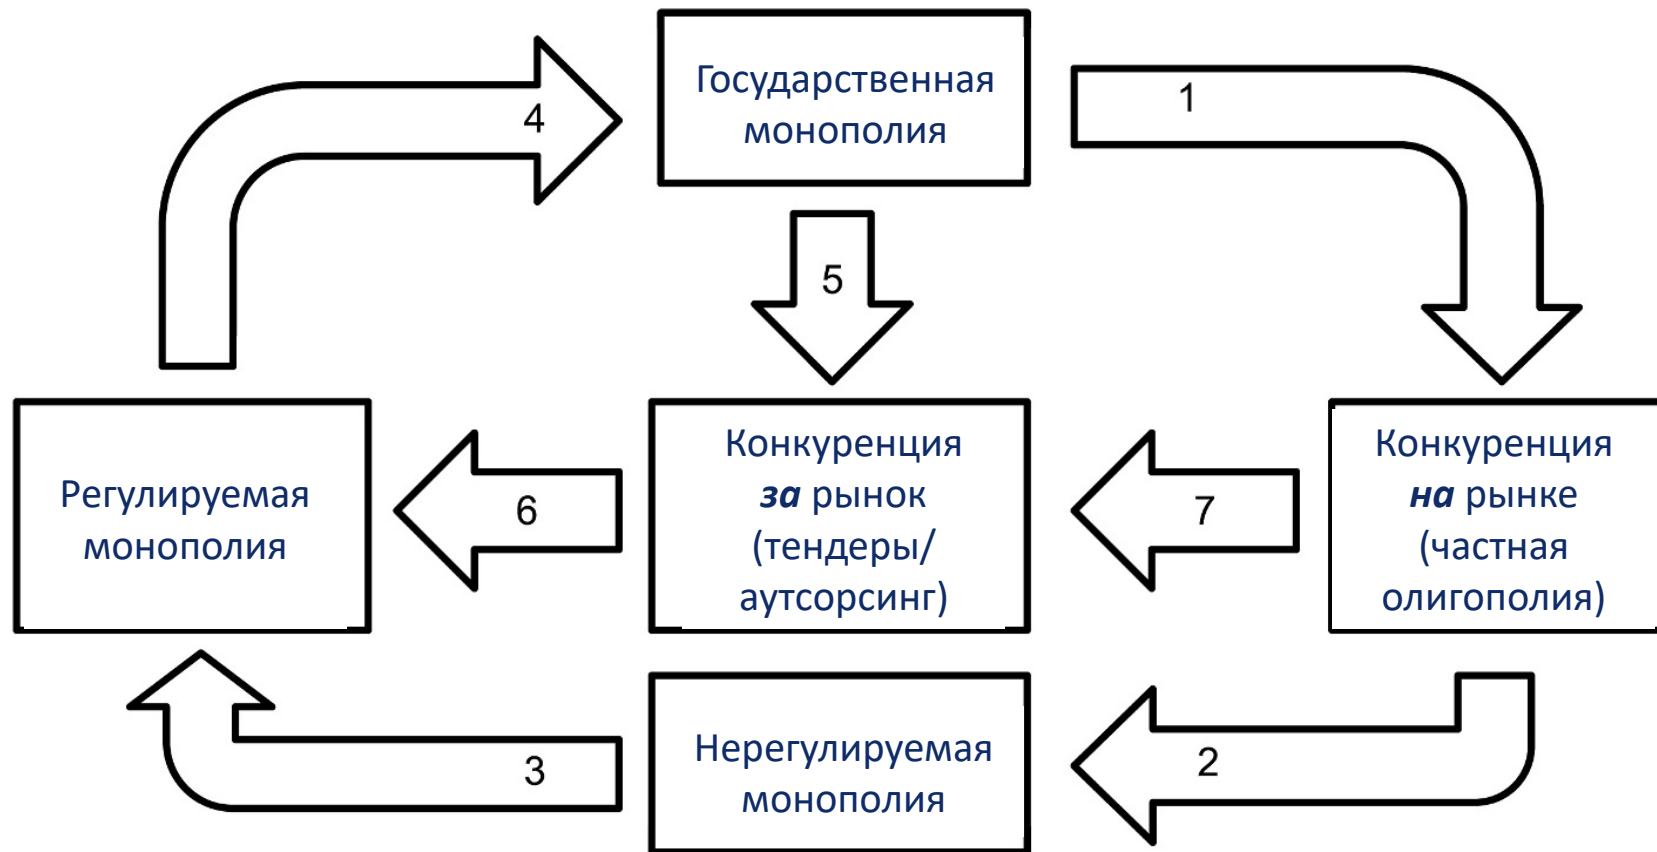 Государственная
монополия
1
4
5
Регулируемая
монополия
6
Конкуренция
за рынок
(тендеры/
аутсорсинг)
7
Конкуренция
на рынке
(частная
олигополия)
3
Нерегулируемая
монополия
2